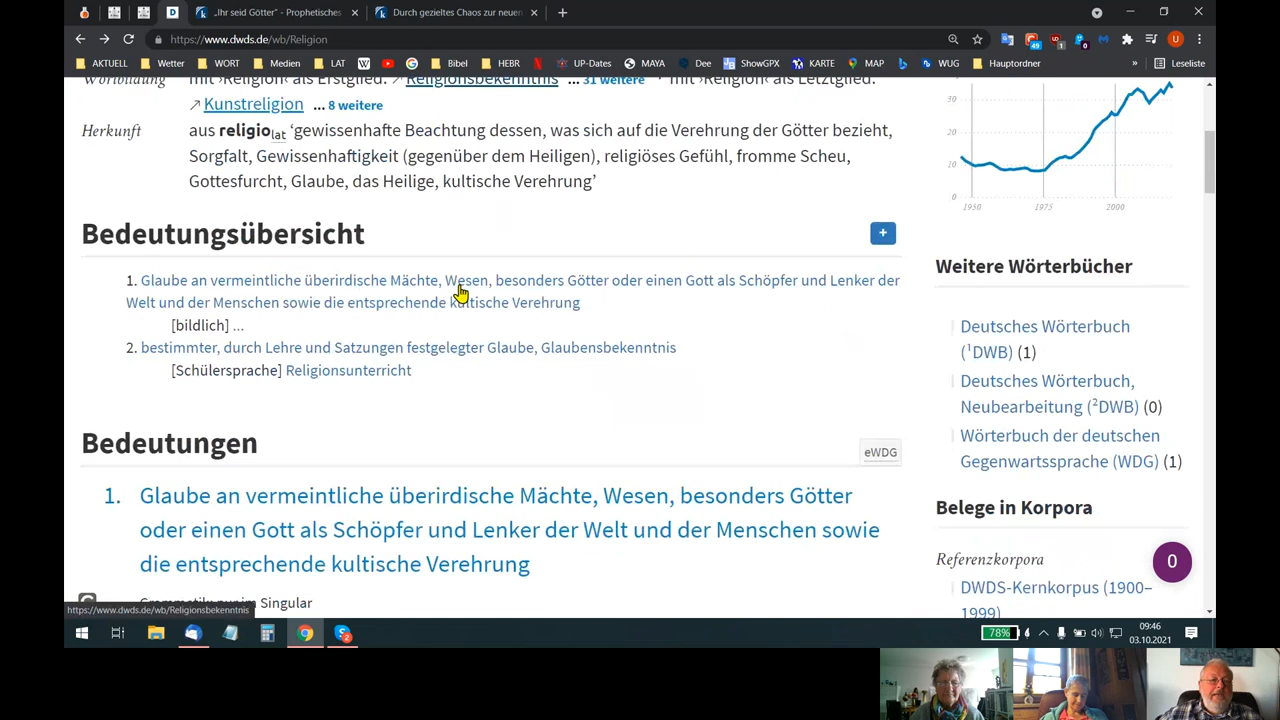 „Ihr seid Götter" - Prophetisches
Durch gezieltes Chaos zur neuen
https://www.dwds.de/wb/Religion
AKTUELL Wetter WORT Medien LAT Bibel HEBR UP-Dates MAYA Dee ShowGPX KARTE MAP WUG Hauptordner » Leseliste
Wortbildung mit ›Religion‹ als Erstglied: ↗ Religionsbekenntnis ... 31 weitere · mit ›Religion‹ als Letztglied:
↗ Kunstreligion ... 8 weitere
Herkunft aus religio lat 'gewissenhafte Beachtung dessen, was sich auf die Verehrung der Götter bezieht,
Sorgfalt, Gewissenhaftigkeit (gegenüber dem Heiligen), religiöses Gefühl, fromme Scheu,
Gottesfurcht, Glaube, das Heilige, kultische Verehrung'
Bedeutungsübersicht +
1. Glaube an vermeintliche überirdische Mächte, Wesen, besonders Götter oder einen Gott als Schöpfer und Lenker der
Welt und der Menschen sowie die entsprechende kultische Verehrung
[bildlich] ...
2. bestimmter, durch Lehre und Satzungen festgelegter Glaube, Glaubensbekenntnis
[Schülersprache] Religionsunterricht
Bedeutungen eWDG
1. Glaube an vermeintliche überirdische Mächte, Wesen, besonders Götter
oder einen Gott als Schöpfer und Lenker der Welt und der Menschen sowie
die entsprechende kultische Verehrung
Grammatik: nur im Singular
https://www.dwds.de/wb/Religionsbekenntnis
30
20
10
0
1950 1975 2000
Weitere Wörterbücher
Deutsches Wörterbuch
(¹DWB) (1)
Deutsches Wörterbuch,
Neubearbeitung (²DWB) (0)
Wörterbuch der deutschen
Gegenwartssprache (WDG) (1)
Belege in Korpora
Referenzkorpora
0
DWDS-Kernkorpus (1900–
1999)
78%
09:46
03.10.2021